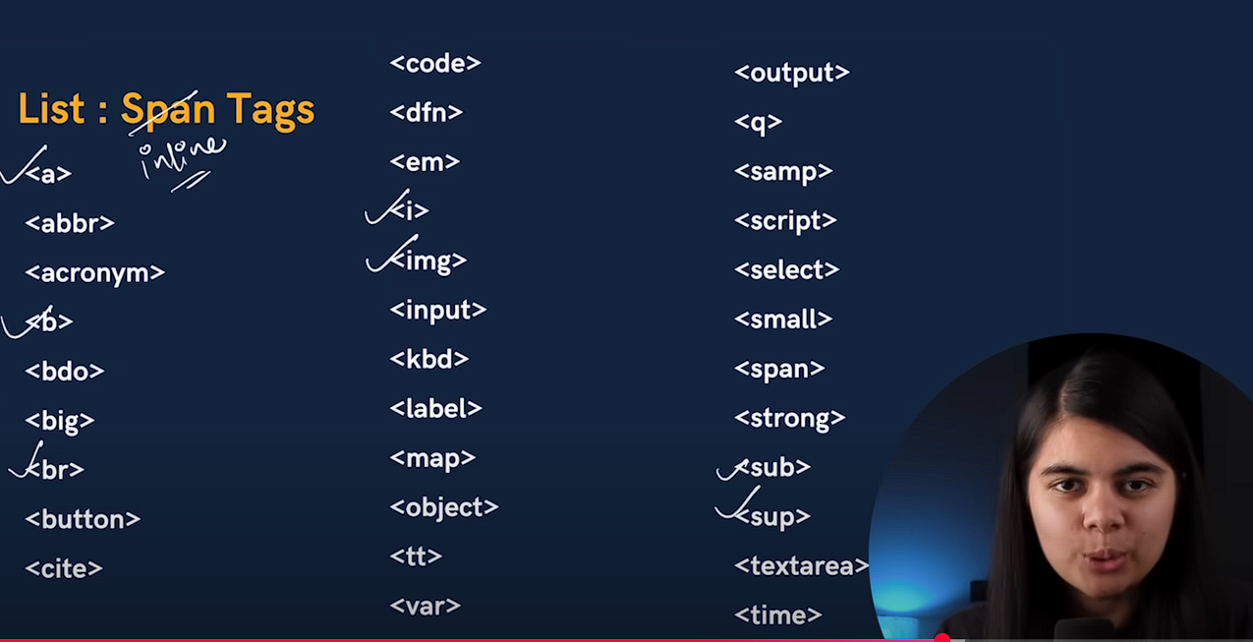 List : Span Tags
inline
<a>
<abbr>
<acronym>
<b>
<bdo>
<big>
<br>
<button>
<cite>
<code>
<dfn>
<em>
<i>
<img>
<input>
<kbd>
<label>
<map>
<object>
<tt>
<var>
<output>
<q>
<samp>
<script>
<select>
<small>
<span>
<strong>
<sub>
<sup>
<textarea>
<time>